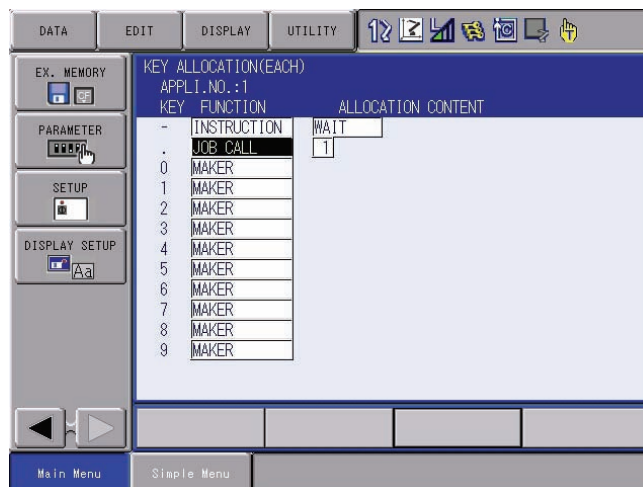 DATA EDIT DISPLAY UTILITY
EX. MEMORY
CF
PARAMETER
SETUP
DISPLAY SETUP
Aa
KEY ALLOCATION(EACH)
APPLI.NO.:1
KEY FUNCTION ALLOCATION CONTENT
- INSTRUCTION WAIT
. JOB CALL 1
0 MAKER
1 MAKER
2 MAKER
3 MAKER
4 MAKER
5 MAKER
6 MAKER
7 MAKER
8 MAKER
9 MAKER
Main Menu Simple Menu